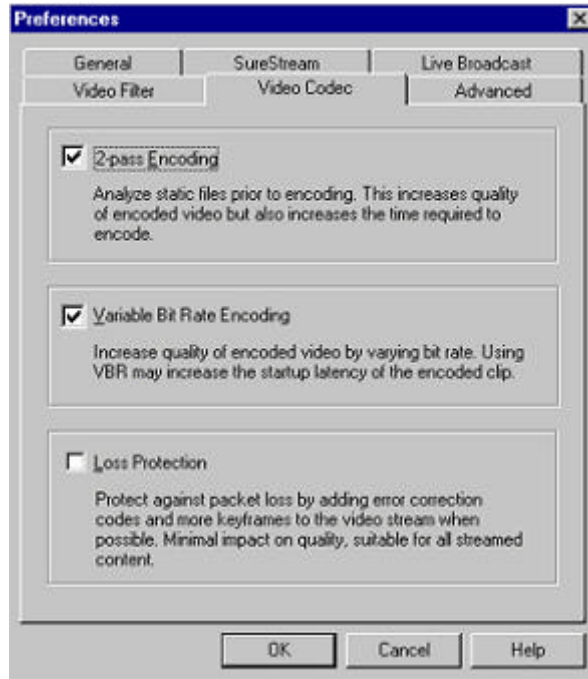 Preferences
General SureStream Live Broadcast
Video Filter Video Codec Advanced
2-pass Encoding
Analyze static files prior to encoding. This increases quality
of encoded video but also increases the time required to
encode.
Variable Bit Rate Encoding
Increase quality of encoded video by varying bit rate. Using
VBR may increase the startup latency of the encoded clip.
Loss Protection
Protect against packet loss by adding error correction
codes and more keyframes to the video stream when
possible. Minimal impact on quality, suitable for all streamed
content.
OK Cancel Help